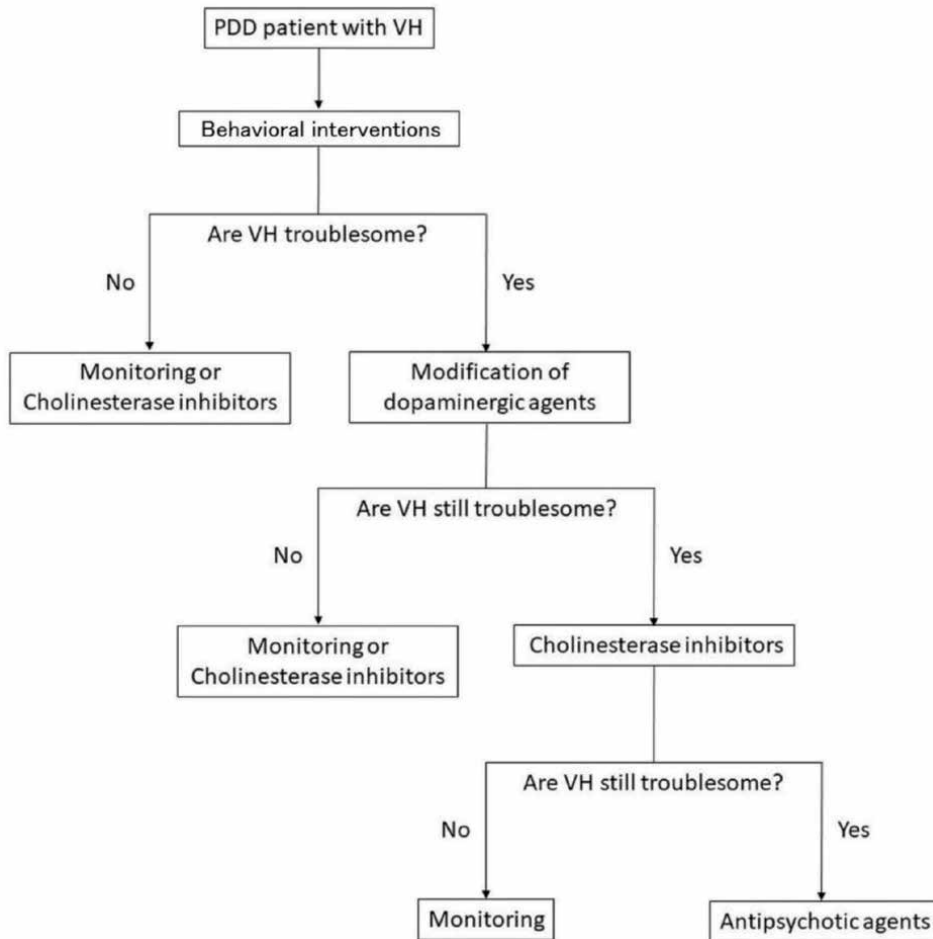 PDD patient with VH
Behavioral interventions
Are VH troublesome?
No
Yes
Monitoring or
Cholinesterase inhibitors
Modification of
dopaminergic agents
Are VH still troublesome?
No
Yes
Monitoring or
Cholinesterase inhibitors
Cholinesterase inhibitors
Are VH still troublesome?
No
Yes
Monitoring
Antipsychotic agents